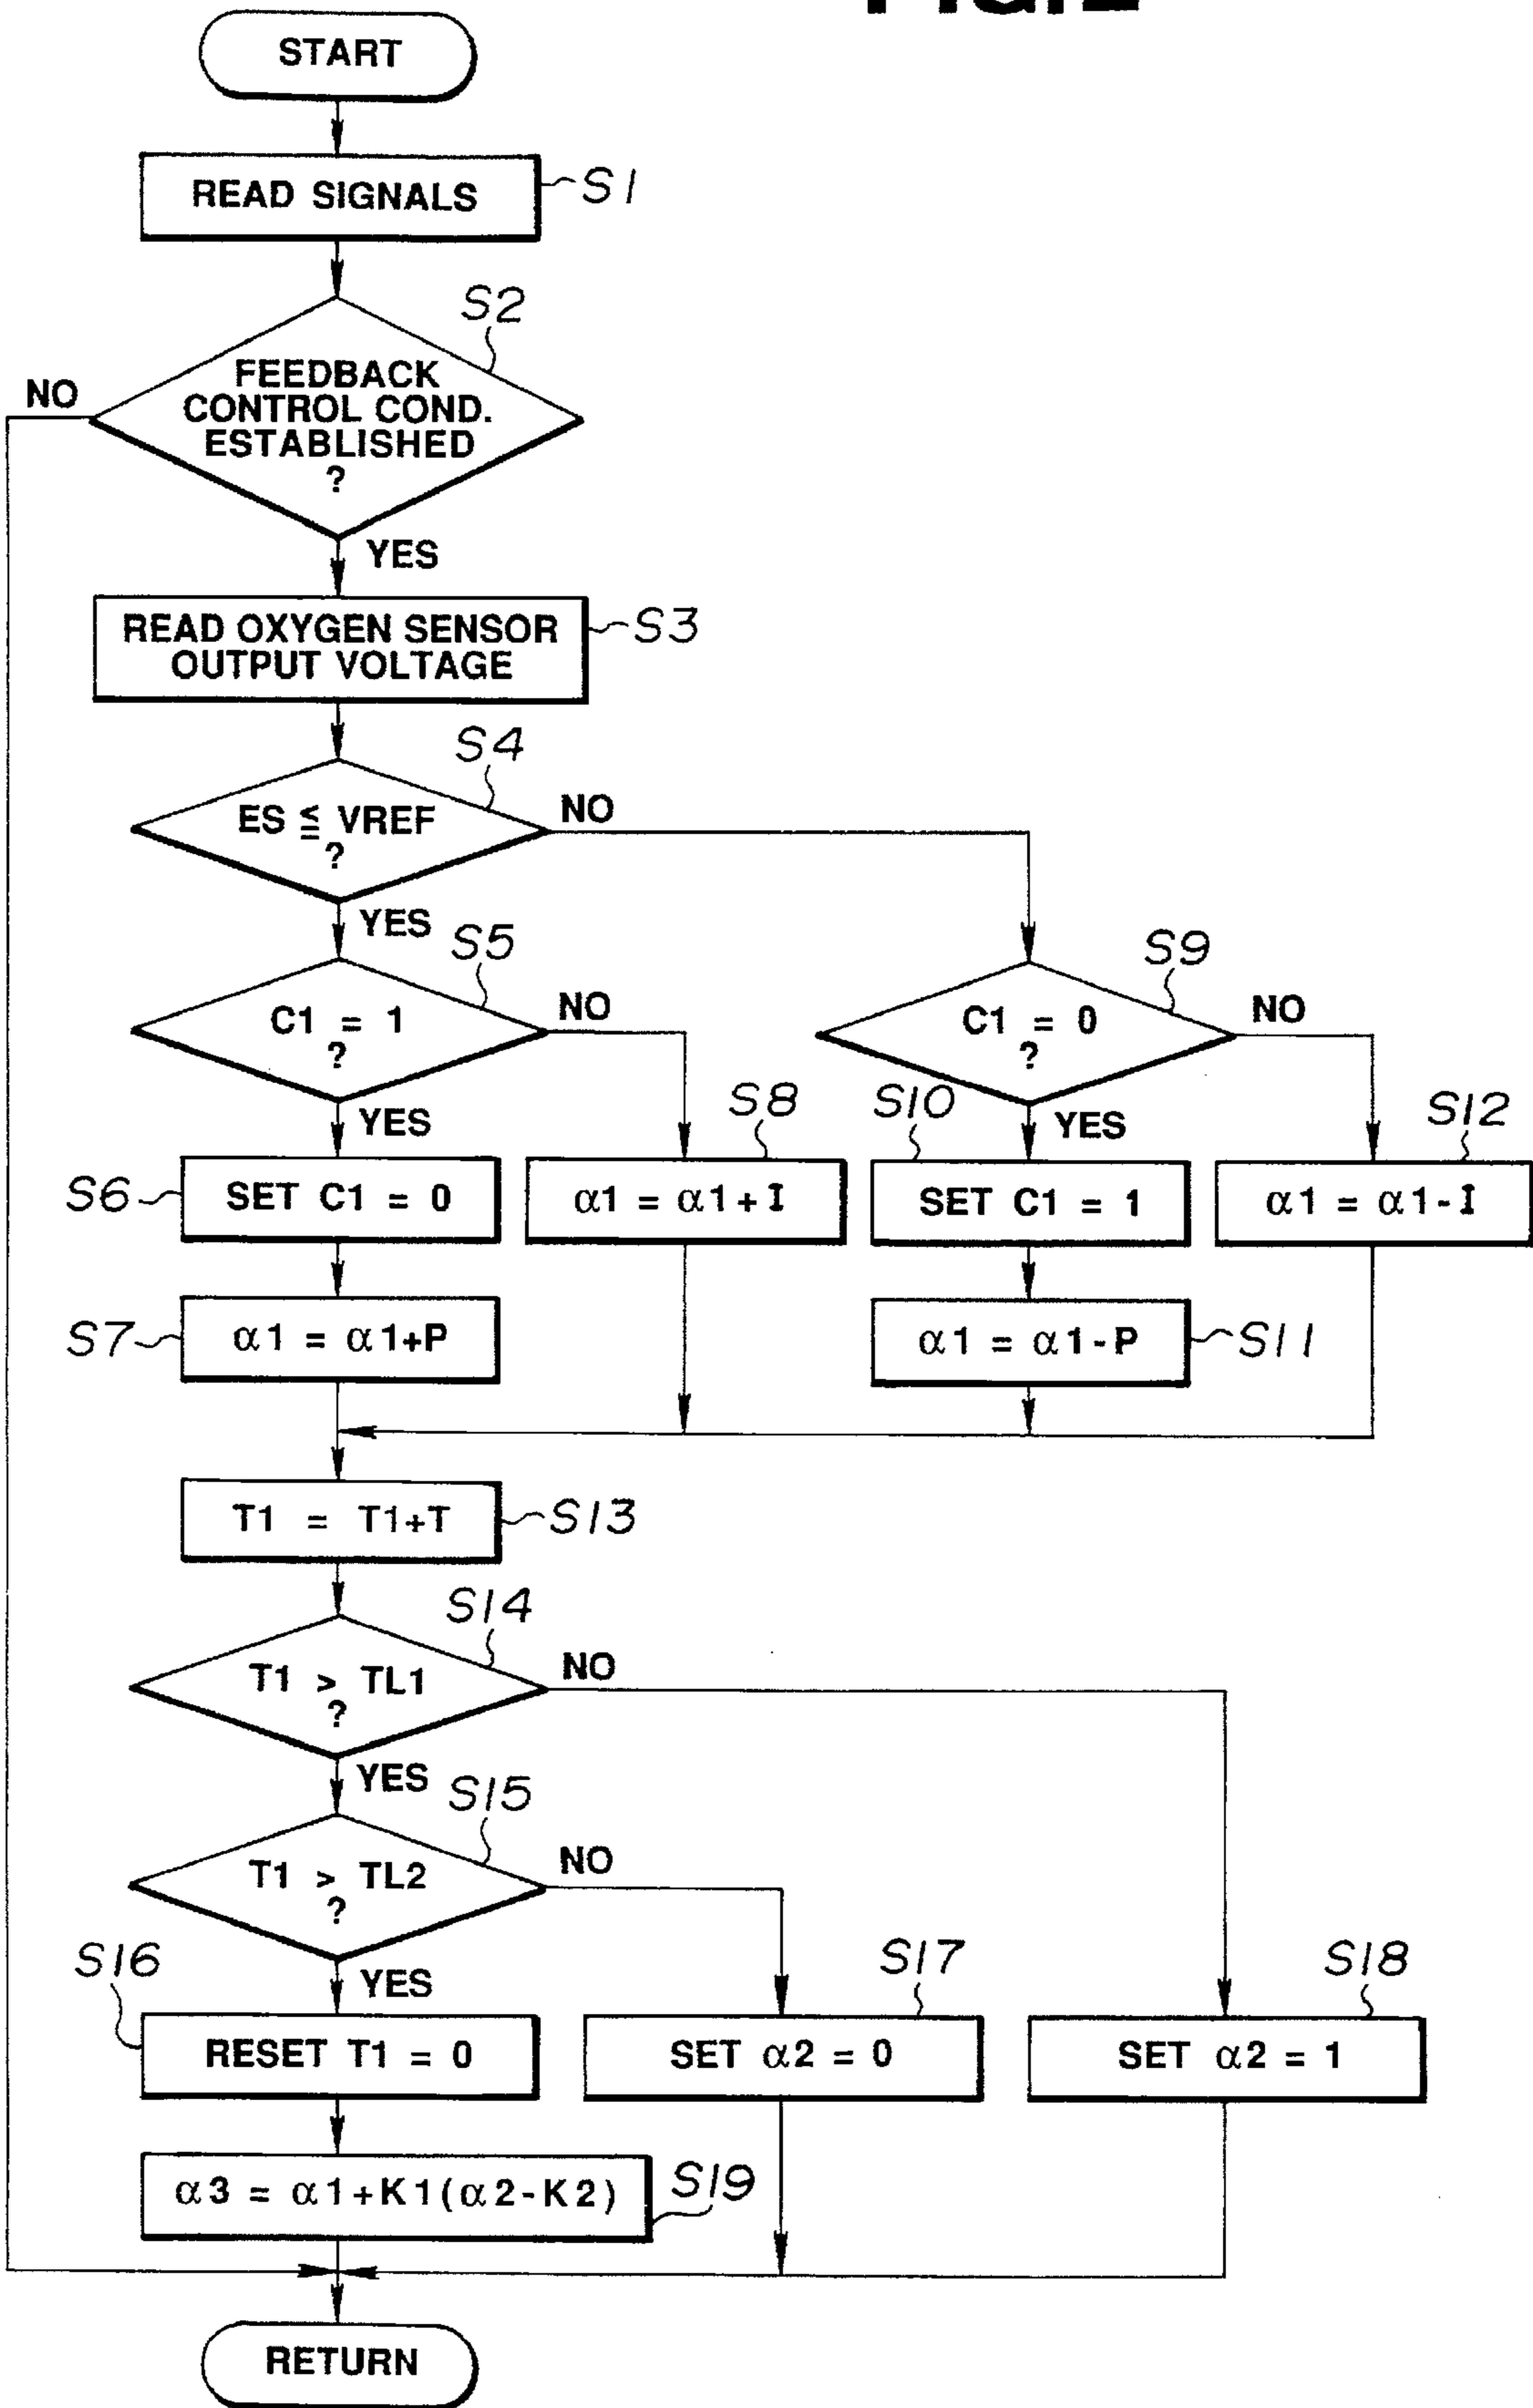 START
READ SIGNALS
S1
S2
FEEDBACK
CONTROL COND.
ESTABLISHED
?
NO
YES
READ OXYGEN SENSOR
OUTPUT VOLTAGE
S3
S4
ES ≦ VREF
?
NO
YES
S5
C1 = 1
?
NO
YES
S9
C1 = 0
?
NO
YES
S6
SET C1 = 0
S8
α1 = α1+I
S10
SET C1 = 1
S12
α1 = α1-I
S7
α1 = α1+P
α1 = α1-P
S11
T1 = T1+T
S13
S14
T1 > TL1
?
NO
YES
S15
T1 > TL2
?
NO
YES
S16
RESET T1 = 0
S17
SET α2 = 0
S18
SET α2 = 1
α3 = α1+K1(α2-K2)
S19
RETURN